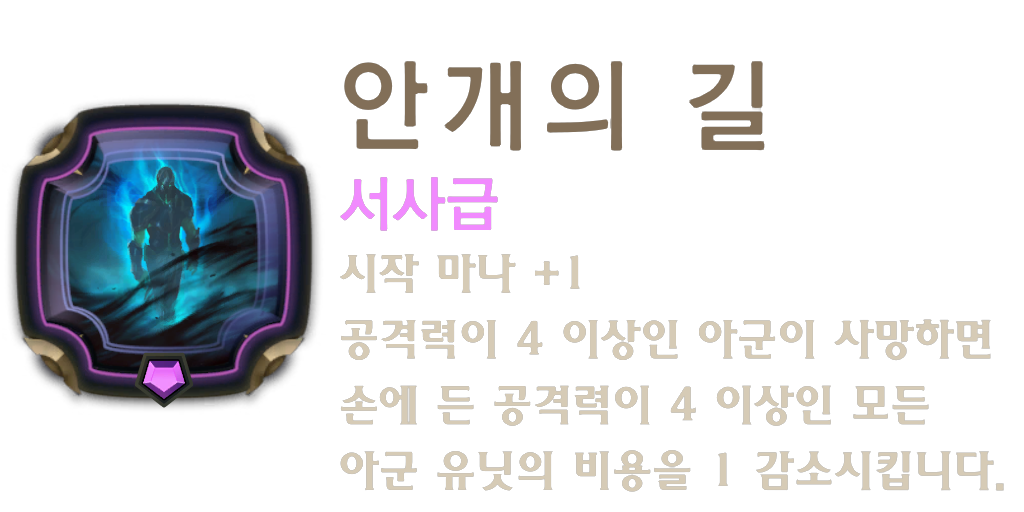 안개의 길
서사급
시작 마나 +1
공격력이 4 이상인 아군이 사망하면
손에 든 공격력이 4 이상인 모든
아군 유닛의 비용을 1 감소시킵니다.